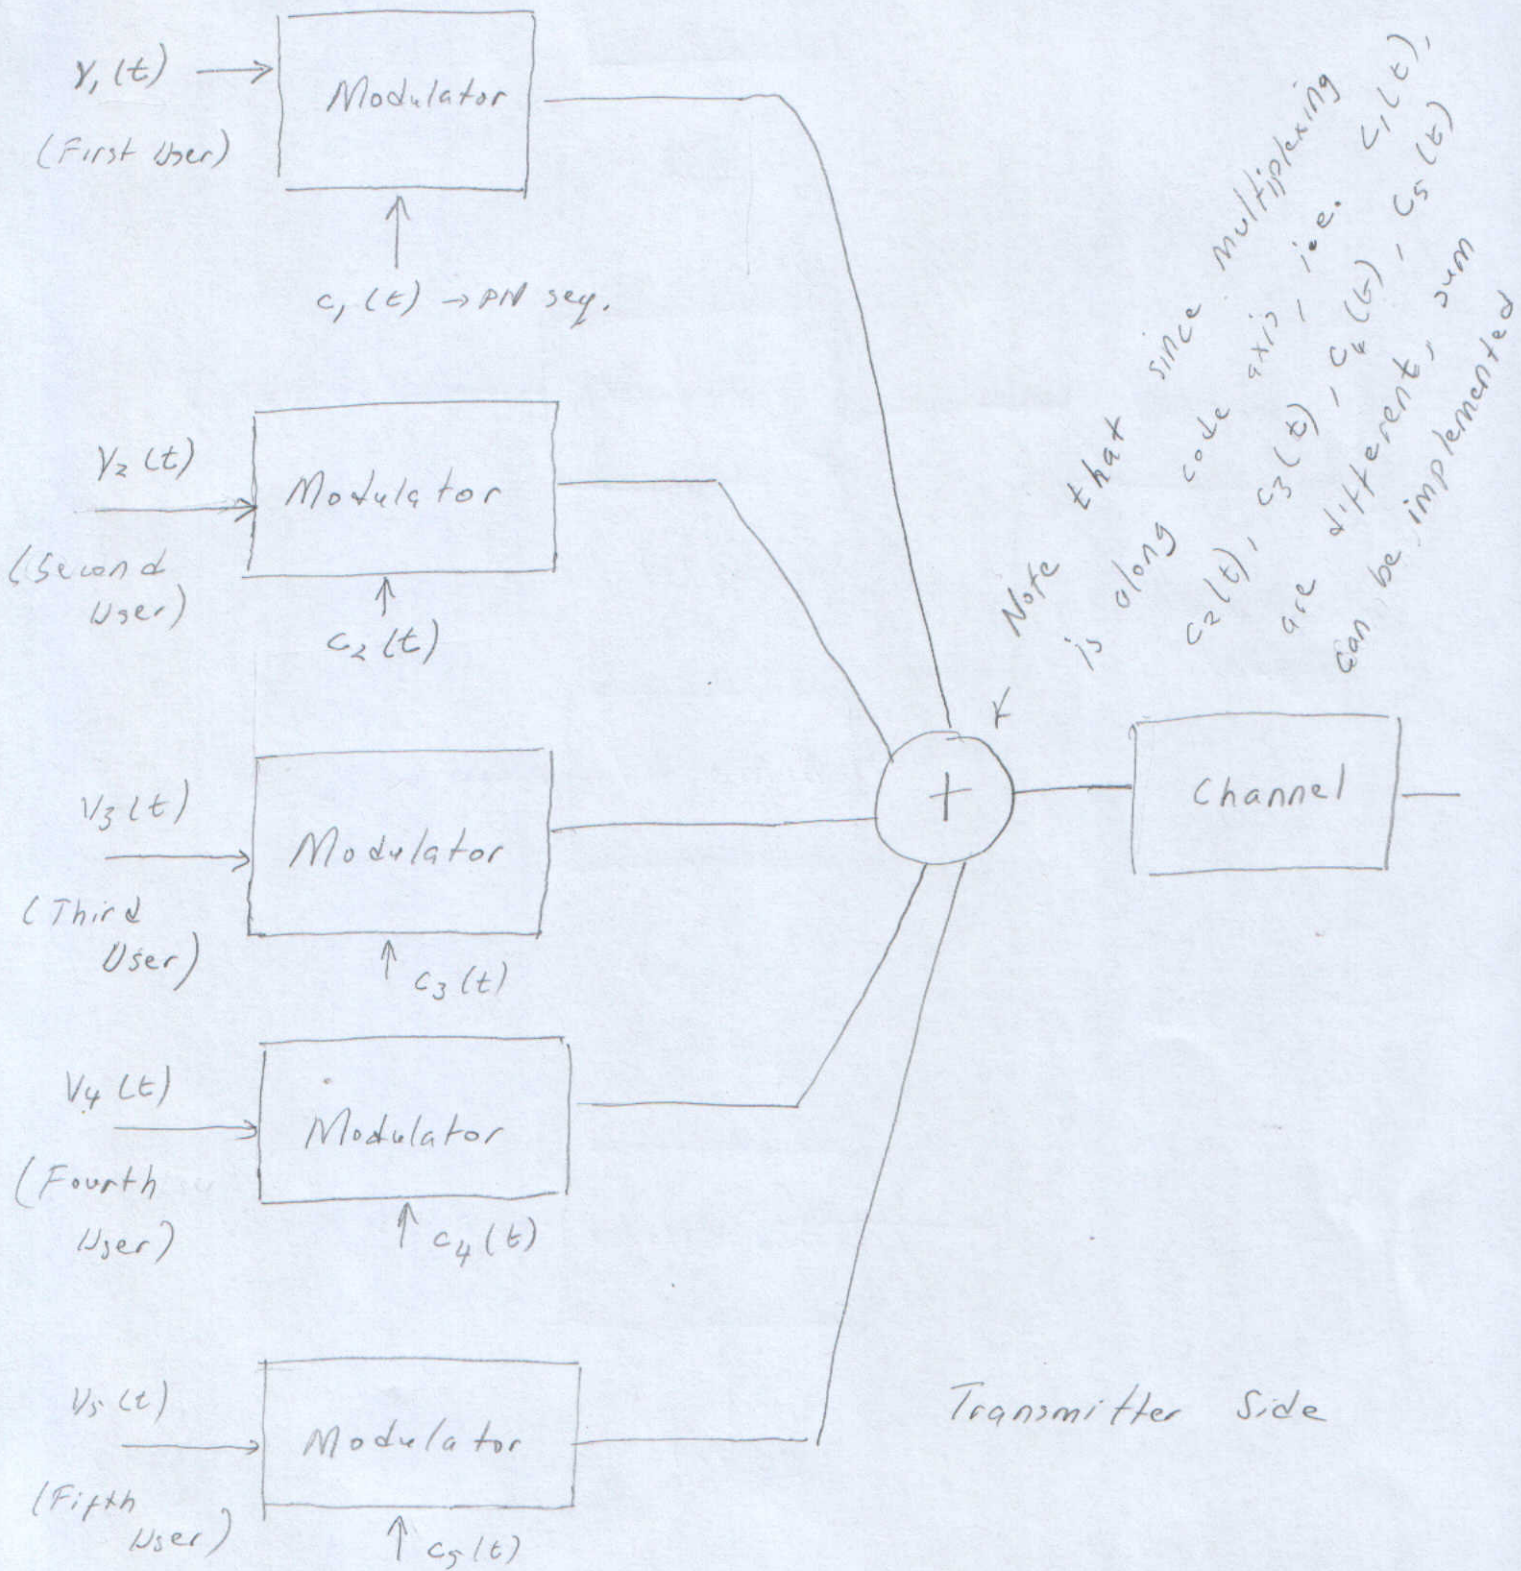 V₁(t)
Modulator
(First User)
c₁(t) → PN seq.
V₂(t)
Modulator
(Second
User)
c₂(t)
Note that since multiplexing
is along code axis, i.e. c₁(t),
c₂(t), c₃(t), c₄(t), c₅(t)
are different, sum
can be implemented
V₃(t)
Modulator
+
Channel
(Third
User)
c₃(t)
V₄(t)
Modulator
(Fourth
User)
c₄(t)
V₅(t)
Modulator
Transmitter Side
(Fifth
User)
c₅(t)